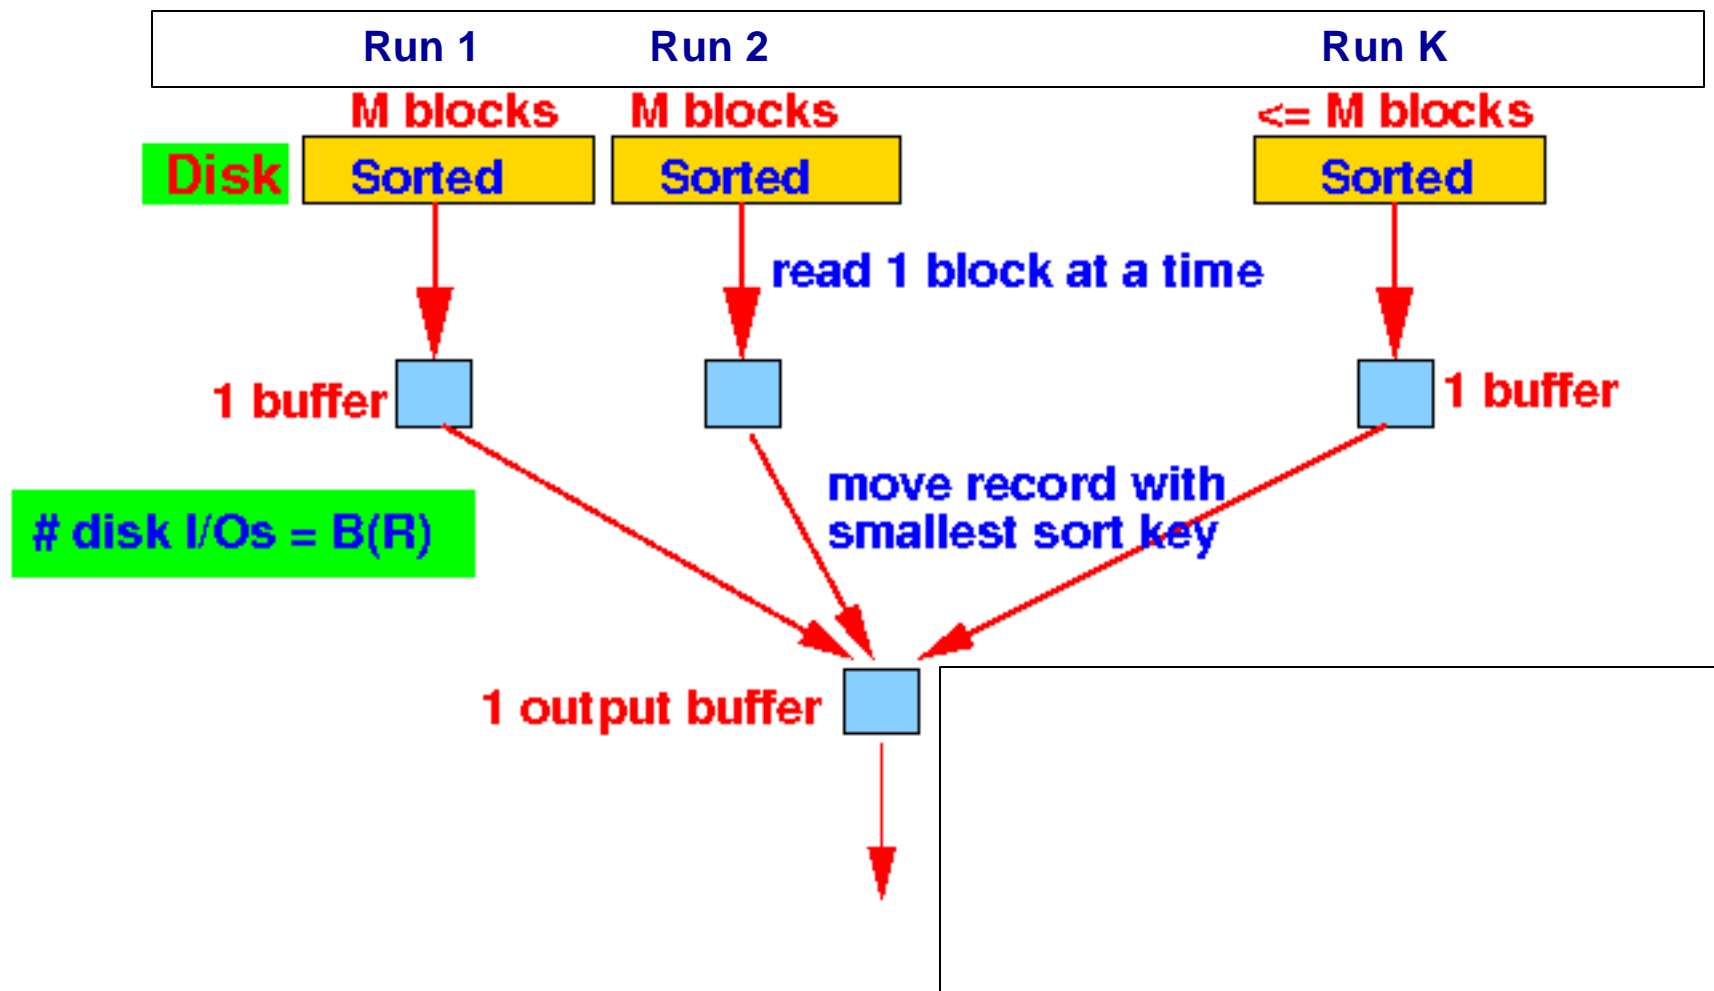 Run 1 Run 2 Run K
M blocks M blocks <= M blocks
Disk Sorted Sorted Sorted
read 1 block at a time
1 buffer 1 buffer
move record with
smallest sort key
# disk I/Os = B(R)
1 output buffer